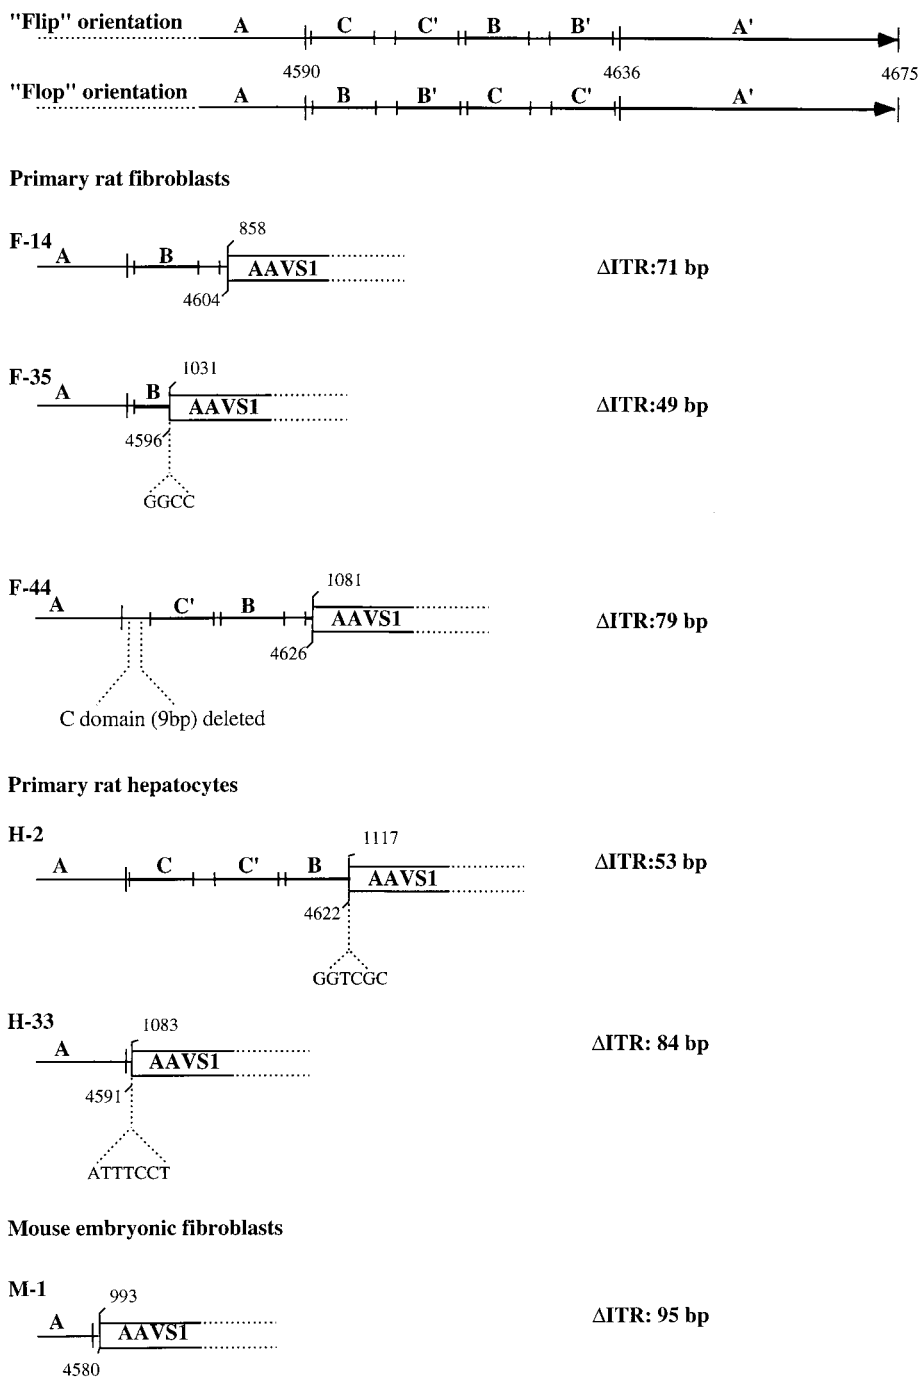 "Flip" orientation A C C' B B' A'
4590 4636 4675
"Flop" orientation A B B' C C' A'
Primary rat fibroblasts
F-14
858
A B AAVS1 ΔITR:71 bp
4604
F-35
1031
A B AAVS1 ΔITR:49 bp
4596
GGCC
F-44
1081
A C' B AAVS1 ΔITR:79 bp
4626
C domain (9bp) deleted
Primary rat hepatocytes
H-2
1117
A C C' B AAVS1 ΔITR:53 bp
4622
GGTCGC
H-33
1083
A AAVS1 ΔITR: 84 bp
4591
ATTTCCT
Mouse embryonic fibroblasts
M-1
993
A AAVS1 ΔITR: 95 bp
4580